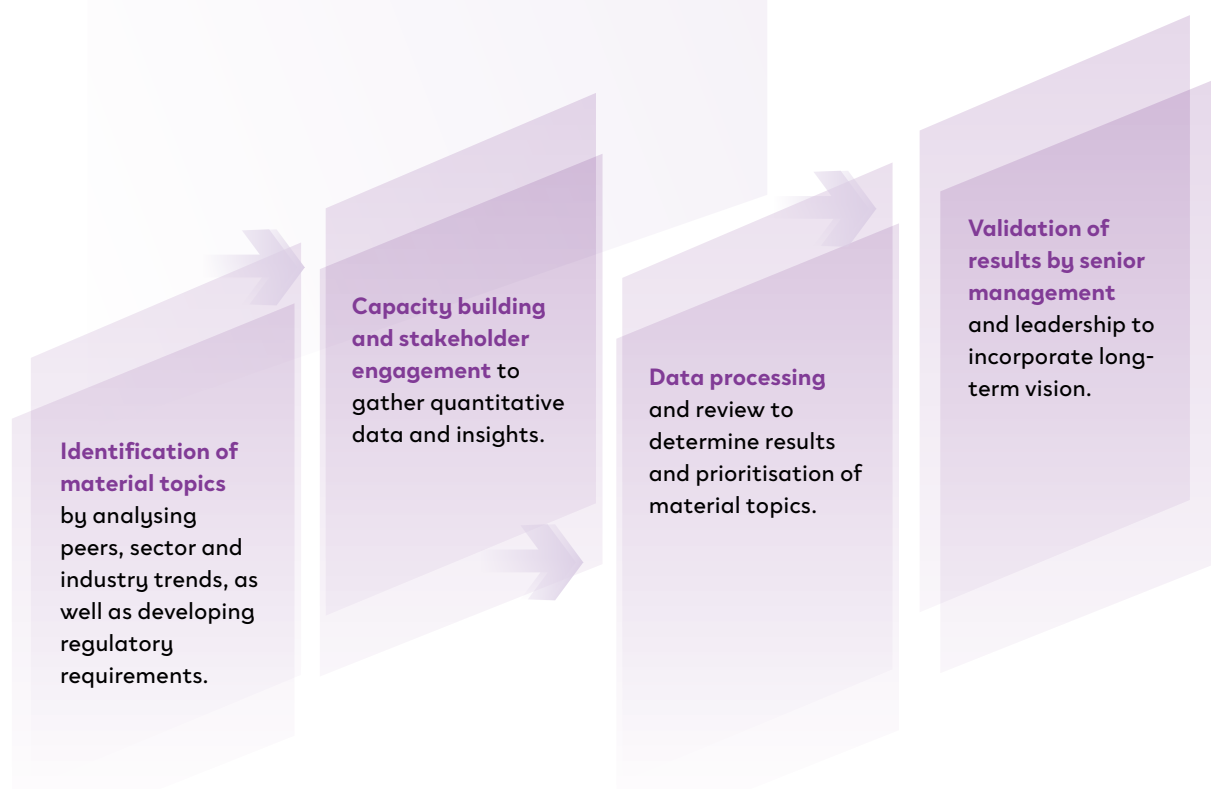 Identification of
material topics
by analysing
peers, sector and
industry trends, as
well as developing
regulatory
requirements.
Capacity building
and stakeholder
engagement to
gather quantitative
data and insights.
Data processing
and review to
determine results
and prioritisation of
material topics.
Validation of
results by senior
management
and leadership to
incorporate long-
term vision.